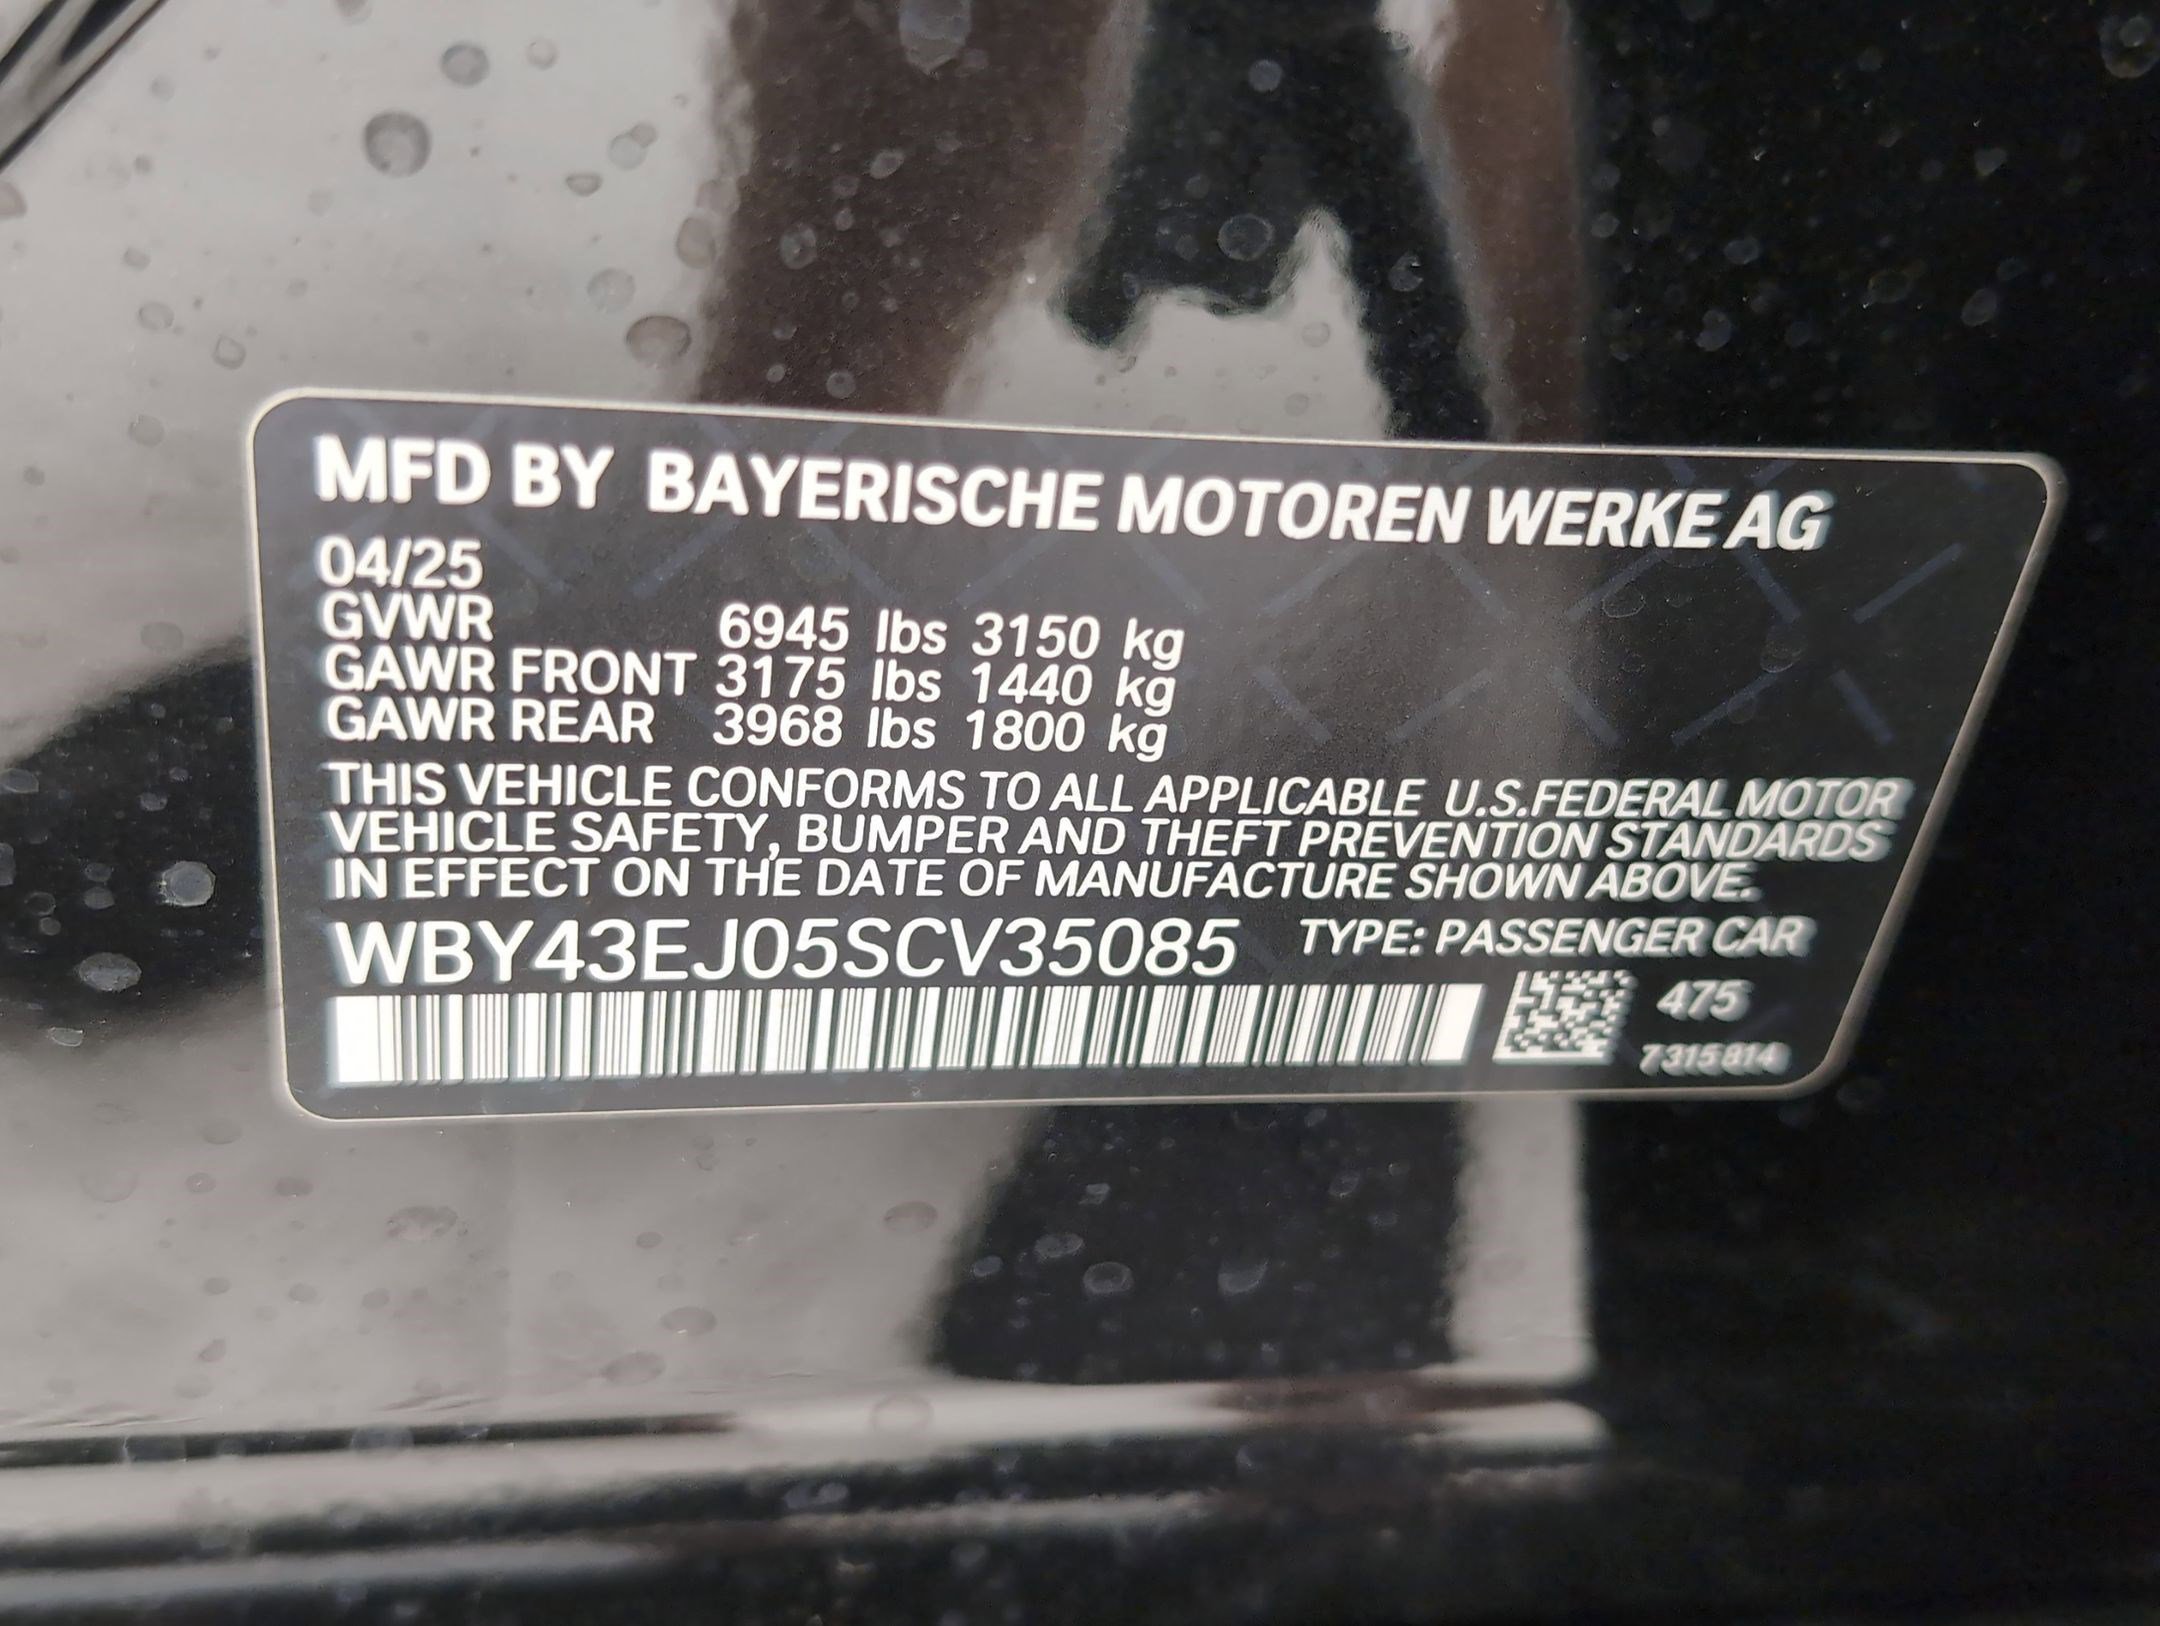 MFD BY BAYERISCHE MOTOREN WERKE AG
04/25
GVWR 6945 lbs 3150 kg
GAWR FRONT 3175 lbs 1440 kg
GAWR REAR 3968 lbs 1800 kg
THIS VEHICLE CONFORMS TO ALL APPLICABLE U.S.FEDERAL MOTOR
VEHICLE SAFETY, BUMPER AND THEFT PREVENTION STANDARDS
IN EFFECT ON THE DATE OF MANUFACTURE SHOWN ABOVE.
WBY43EJ05SCV35085 TYPE: PASSENGER CAR
475
7315814